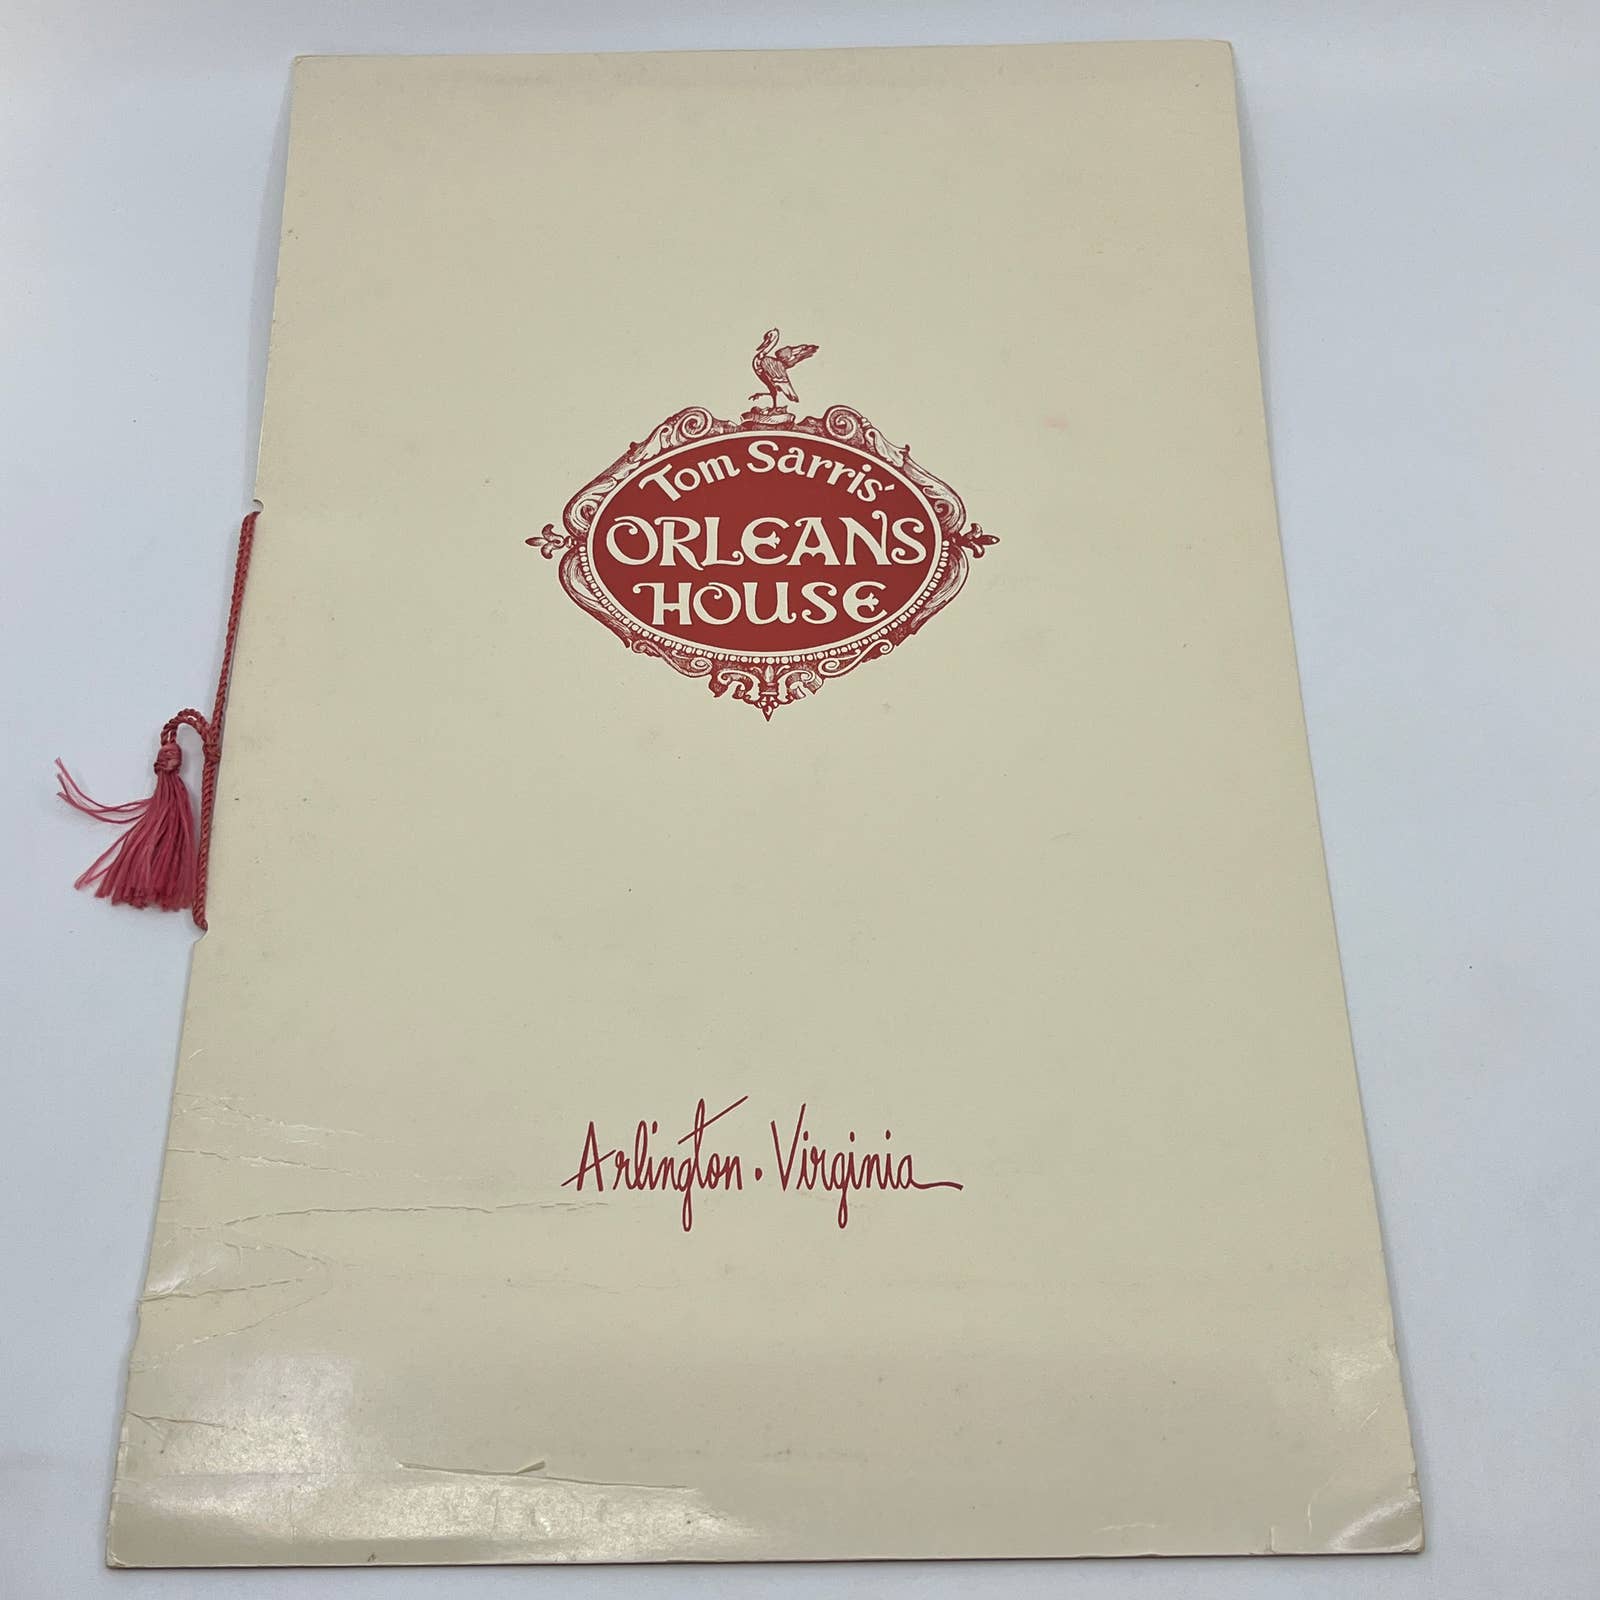 Tom Sarris'
ORLEANS
HOUSE
Arlington • Virginia